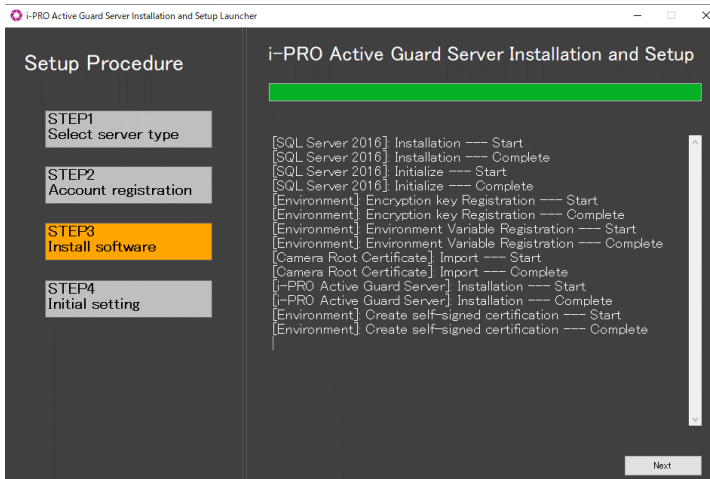 i-PRO Active Guard Server Installation and Setup Launcher
Setup Procedure
STEP1
Select server type
STEP2
Account registration
STEP3
Install software
STEP4
Initial setting
i-PRO Active Guard Server Installation and Setup
[SQL Server 2016]: Installation --- Start
[SQL Server 2016]: Installation --- Complete
[SQL Server 2016]: Initialize --- Start
[SQL Server 2016]: Initialize --- Complete
[Environment]: Encryption key Registration --- Start
[Environment]: Encryption key Registration --- Complete
[Environment]: Environment Variable Registration --- Start
[Environment]: Environment Variable Registration --- Complete
[Camera Root Certificate]: Import --- Start
[Camera Root Certificate]: Import --- Complete
[i-PRO Active Guard Server]: Installation --- Start
[i-PRO Active Guard Server]: Installation --- Complete
[Environment]: Create self-signed certification --- Start
[Environment]: Create self-signed certification --- Complete
Next